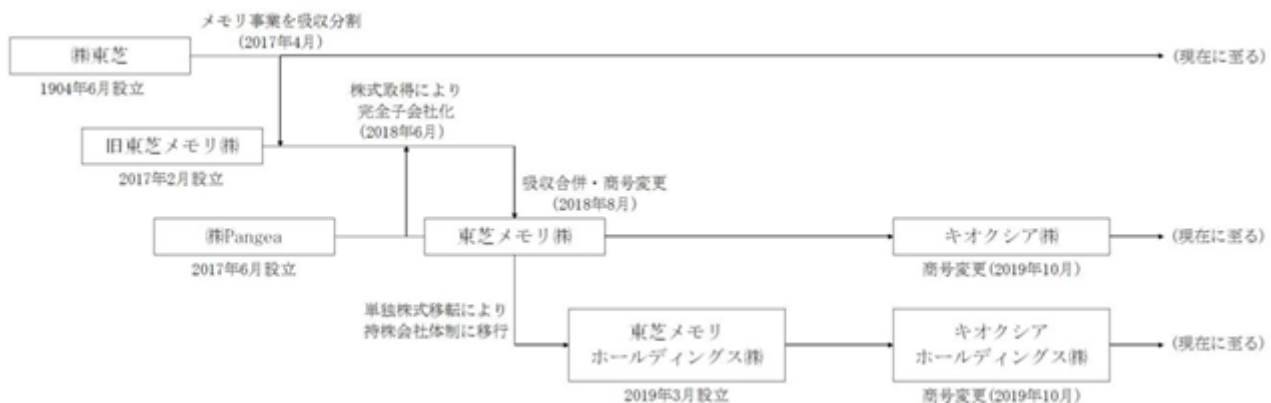 メモリ事業を吸収分割
(2017年4月)
㈱東芝
(現在に至る)
1904年6月設立
株式取得により
完全子会社化
(2018年6月)
旧東芝メモリ㈱
2017年2月設立
吸収合併・商号変更
(2018年8月)
㈱Pangea
東芝メモリ㈱
キオクシア㈱
(現在に至る)
2017年6月設立
商号変更(2019年10月)
単独株式移転により
持株会社体制に移行
東芝メモリ
ホールディングス㈱
キオクシア
ホールディングス㈱
(現在に至る)
2019年3月設立
商号変更(2019年10月)